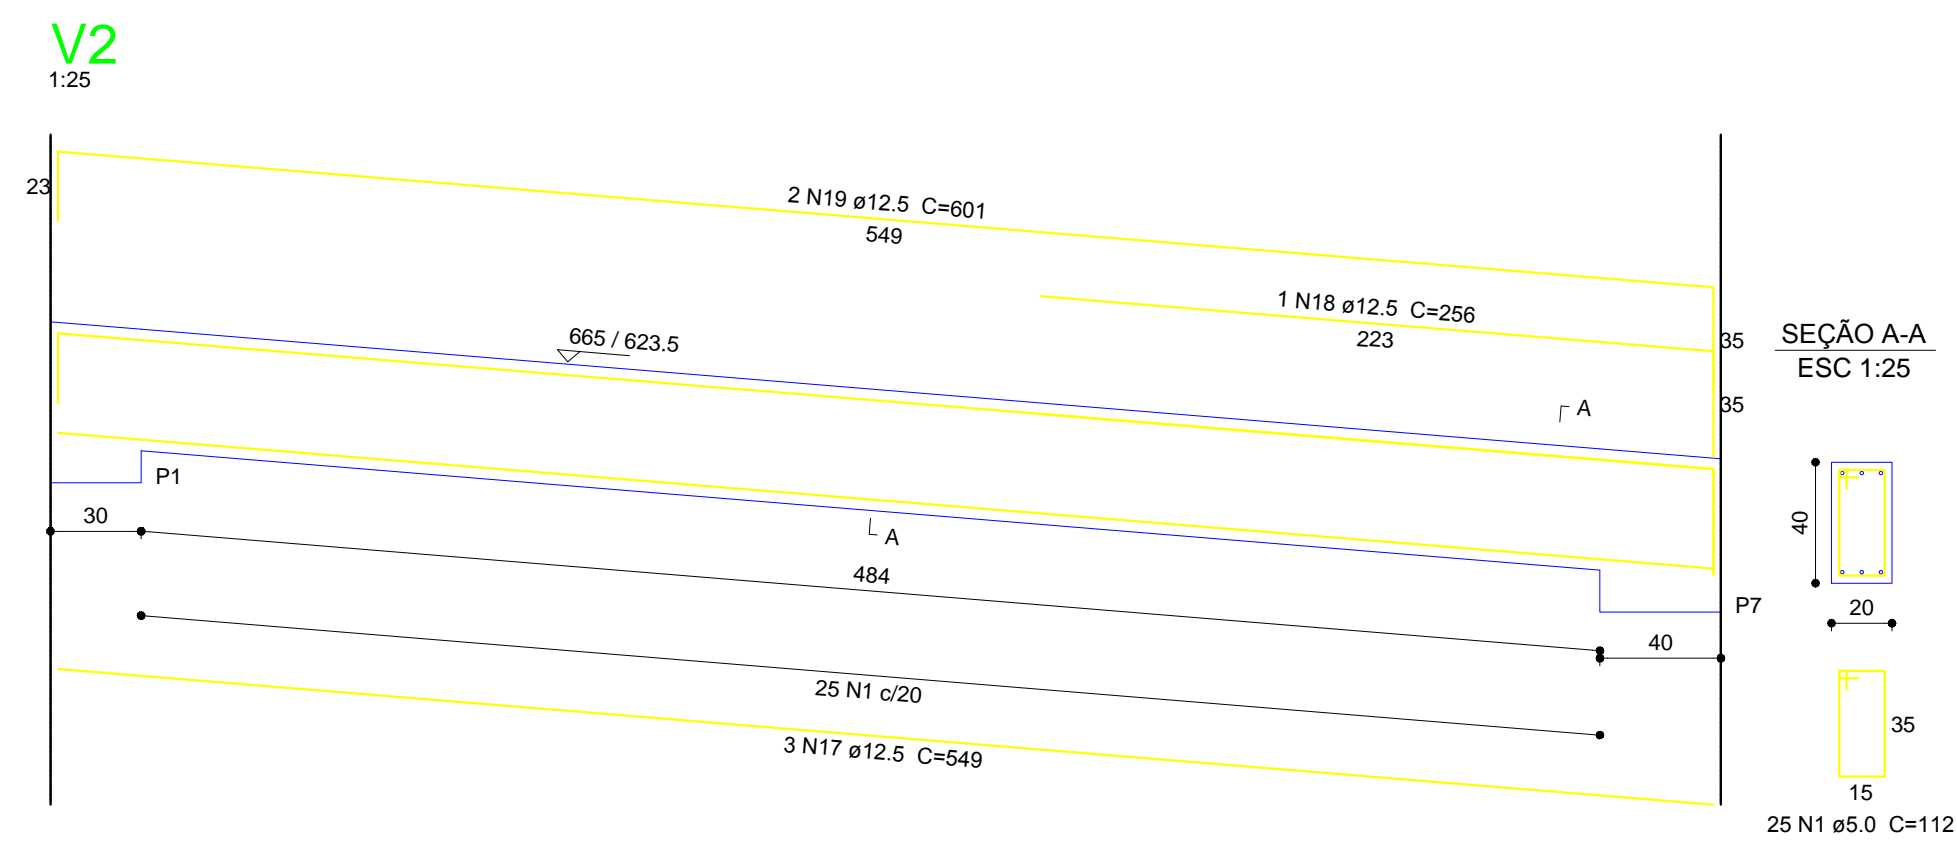 V2
1:25
23
2 N19 ø12.5 C=601
549
1 N18 ø12.5 C=256
223
35
665 / 623.5
35
A
P1
30
A
484
P7
40
25 N1 c/20
3 N17 ø12.5 C=549
SEÇÃO A-A
ESC 1:25
40
20
35
15
25 N1 ø5.0 C=112